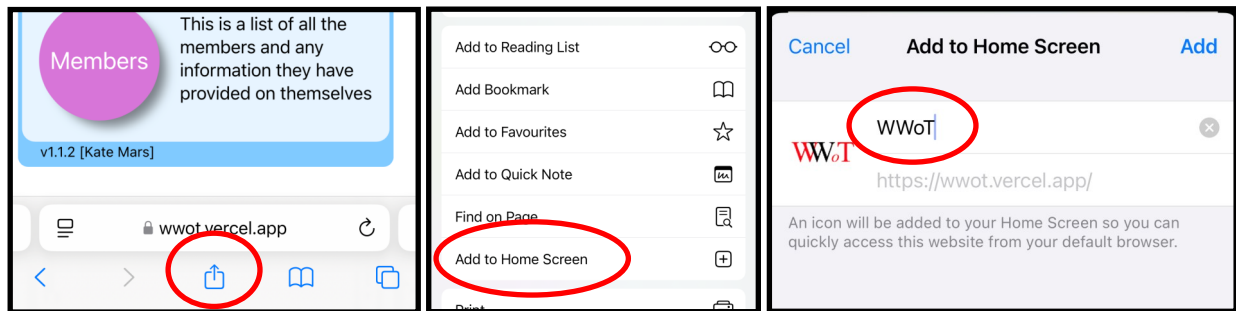 This is a list of all the
members and any
information they have
provided on themselves
Members
v1.1.2 [Kate Mars]
wwot.vercel.app
Add to Reading List
Add Bookmark
Add to Favourites
Add to Quick Note
Find on Page
Add to Home Screen
Print
Cancel
Add to Home Screen
Add
WWoT
WWoT
https://wwot.vercel.app/
An icon will be added to your Home Screen so you can
quickly access this website from your default browser.